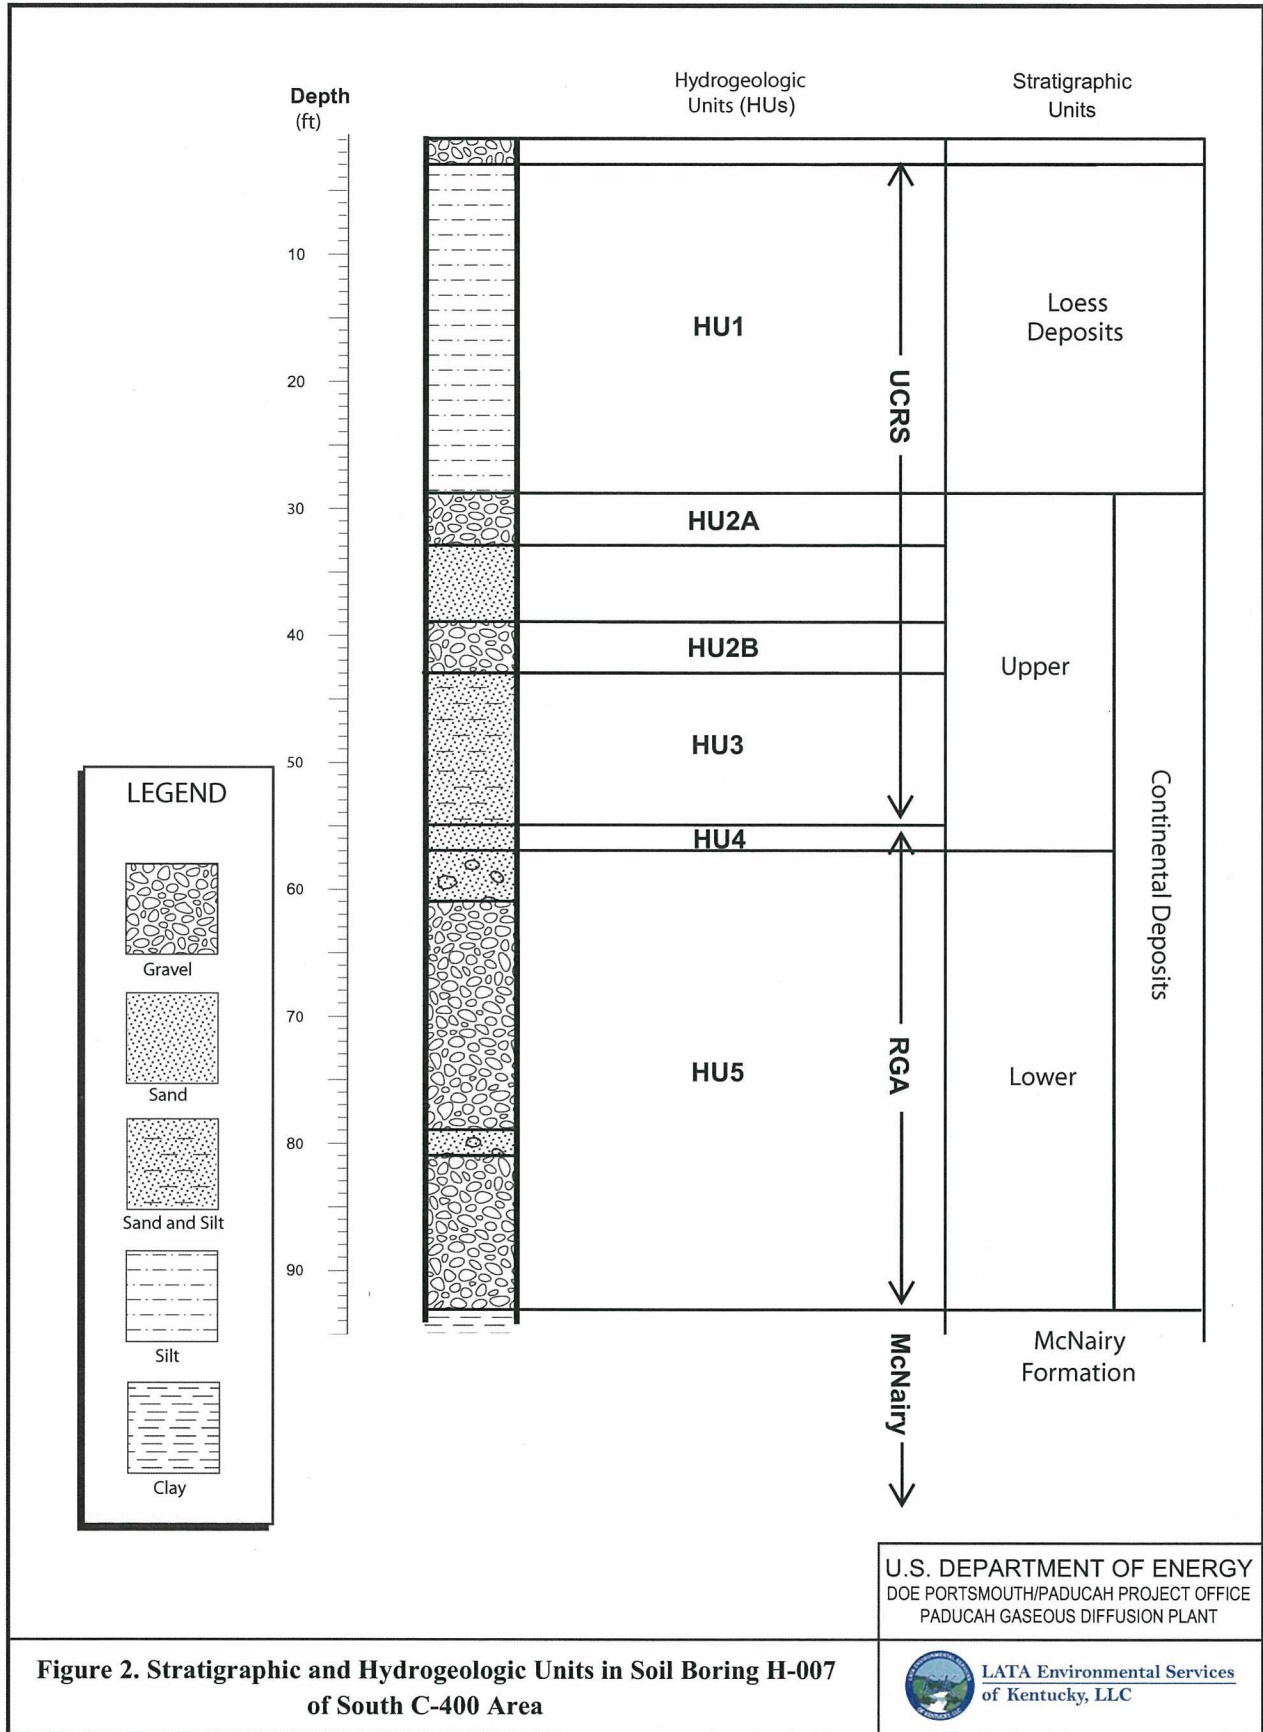 Depth
(ft)
Hydrogeologic
Units (HUs)
Stratigraphic
Units
10
20
30
40
50
60
70
80
90
HU1
HU2A
HU2B
HU3
HU4
HU5
UCRS
RGA
McNairy
Loess
Deposits
Upper
Lower
Continental Deposits
McNairy
Formation
LEGEND
Gravel
Sand
Sand and Silt
Silt
Clay
U.S. DEPARTMENT OF ENERGY
DOE PORTSMOUTH/PADUCAH PROJECT OFFICE
PADUCAH GASEOUS DIFFUSION PLANT
Figure 2. Stratigraphic and Hydrogeologic Units in Soil Boring H-007
of South C-400 Area
LATA Environmental Services
of Kentucky, LLC